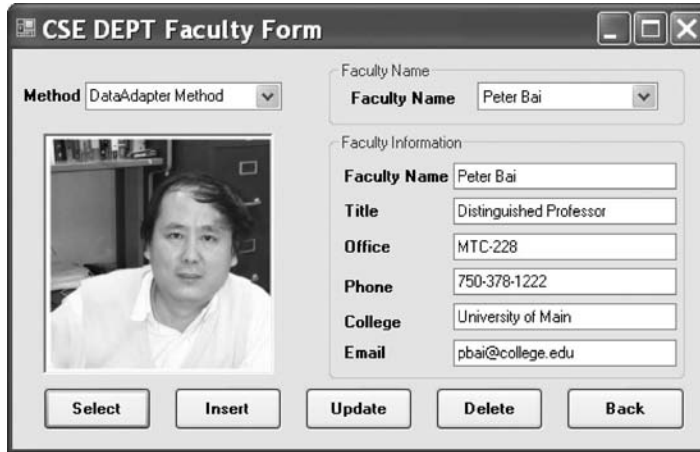 CSE DEPT Faculty Form
Method DataAdapter Method
Faculty Name
Faculty Name Peter Bai
Faculty Information
Faculty Name Peter Bai
Title Distinguished Professor
Office MTC-228
Phone 750-378-1222
College University of Main
Email pbai@college.edu
Select Insert Update Delete Back